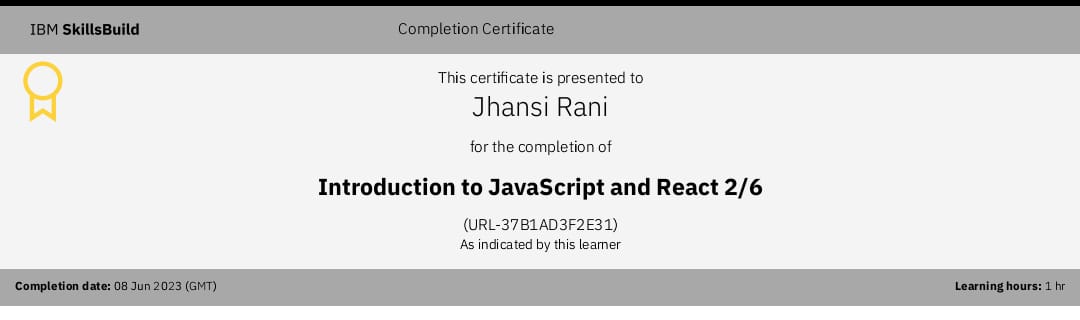 IBM SkillsBuild
Completion Certificate
This certificate is presented to
Jhansi Rani
for the completion of
Introduction to JavaScript and React 2/6
(URL-37B1AD3F2E31)
As indicated by this learner
Completion date: 08 Jun 2023 (GMT)
Learning hours: 1 hr